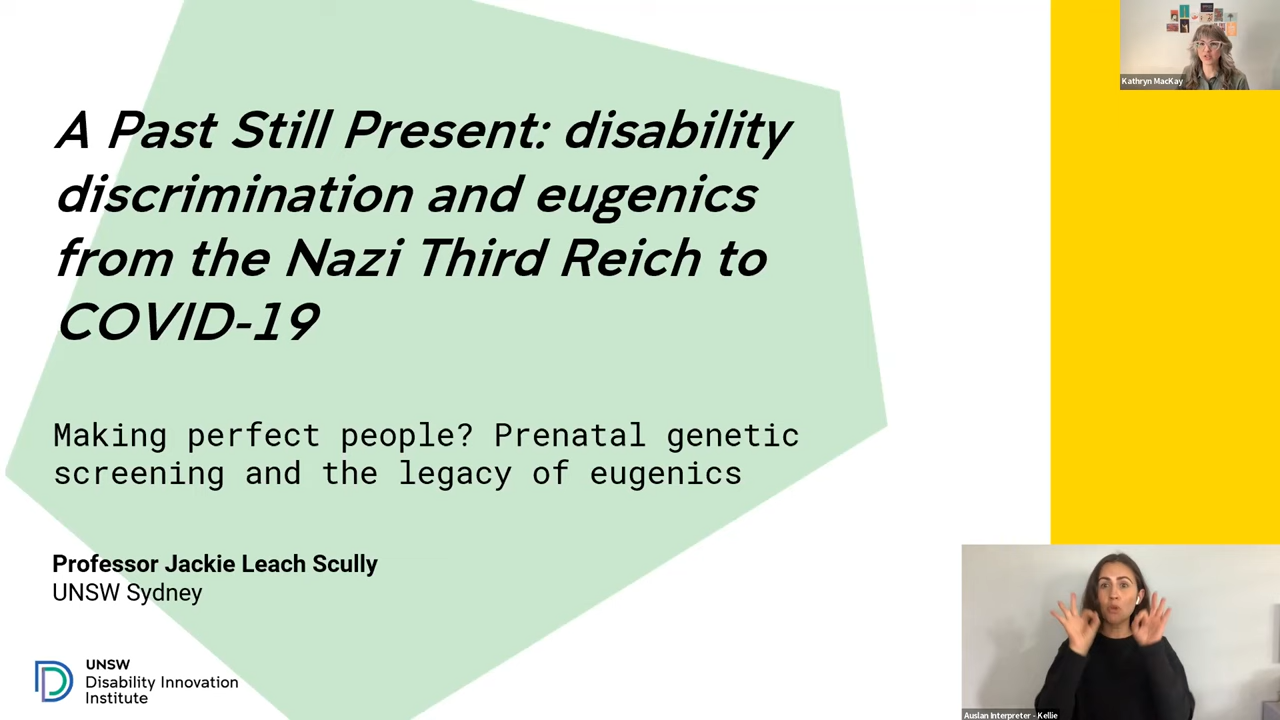 A Past Still Present: disability
discrimination and eugenics
from the Nazi Third Reich to
COVID-19
Making perfect people? Prenatal genetic
screening and the legacy of eugenics
Professor Jackie Leach Scully
UNSW Sydney
UNSW
Disability Innovation
Institute
Kathryn MacKay
Auslan Interpreter - Kellie